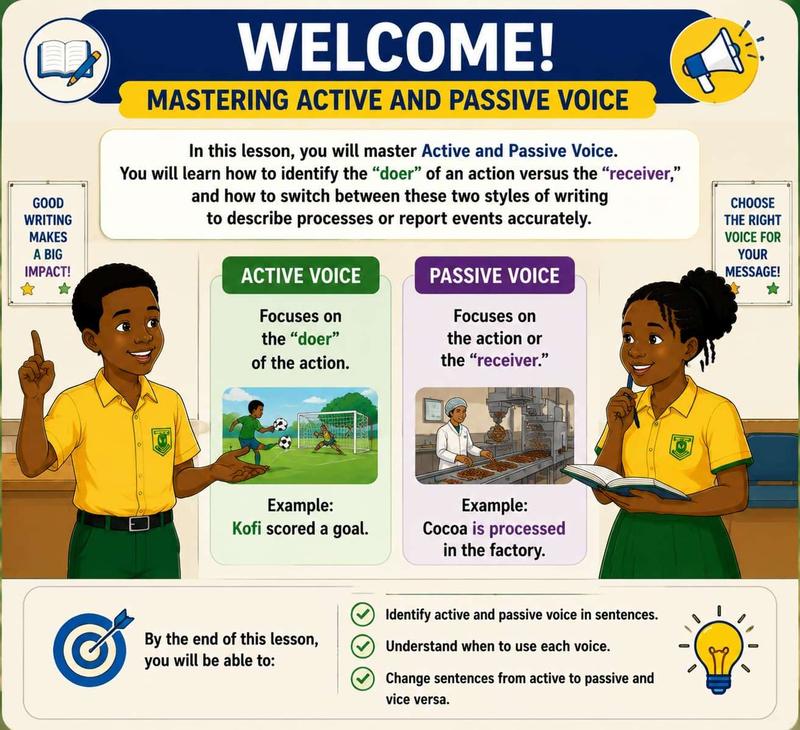 WELCOME!
MASTERING ACTIVE AND PASSIVE VOICE
In this lesson, you will master Active and Passive Voice.
You will learn how to identify the “doer” of an action versus the “receiver,”
and how to switch between these two styles of writing
to describe processes or report events accurately.
GOOD
WRITING
MAKES
A BIG
IMPACT!
CHOOSE
THE RIGHT
VOICE FOR
YOUR
MESSAGE!
ACTIVE VOICE
Focuses on
the “doer”
of the action.
Example:
Kofi scored a goal.
PASSIVE VOICE
Focuses on
the action or
the “receiver.”
Example:
Cocoa is processed
in the factory.
By the end of this lesson,
you will be able to:
Identify active and passive voice in sentences.
Understand when to use each voice.
Change sentences from active to passive and
vice versa.